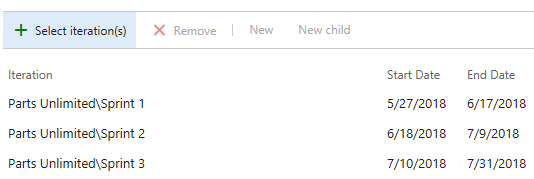 Select iteration(s) Remove New New child
Iteration Start Date End Date
Parts Unlimited\Sprint 1 5/27/2018 6/17/2018
Parts Unlimited\Sprint 2 6/18/2018 7/9/2018
Parts Unlimited\Sprint 3 7/10/2018 7/31/2018